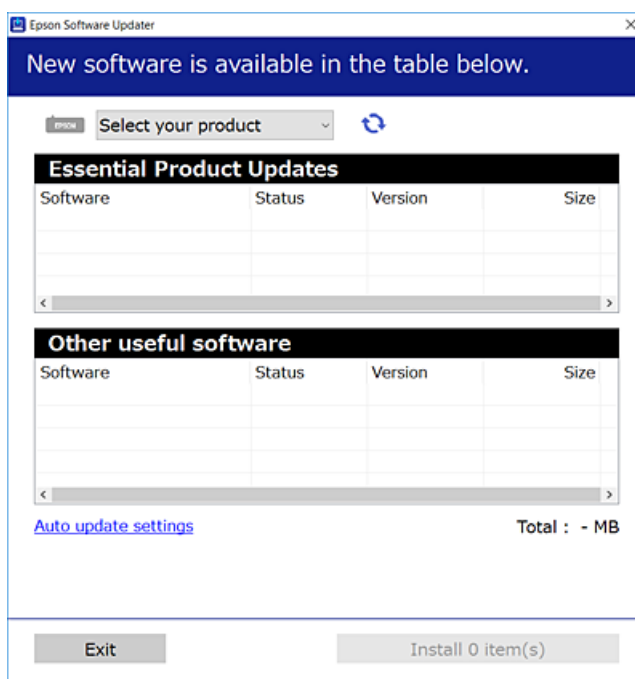 Epson Software Updater
New software is available in the table below.
EPSON Select your product
Essential Product Updates
Software Status Version Size
Other useful software
Software Status Version Size
Auto update settings Total : - MB
Exit Install 0 item(s)